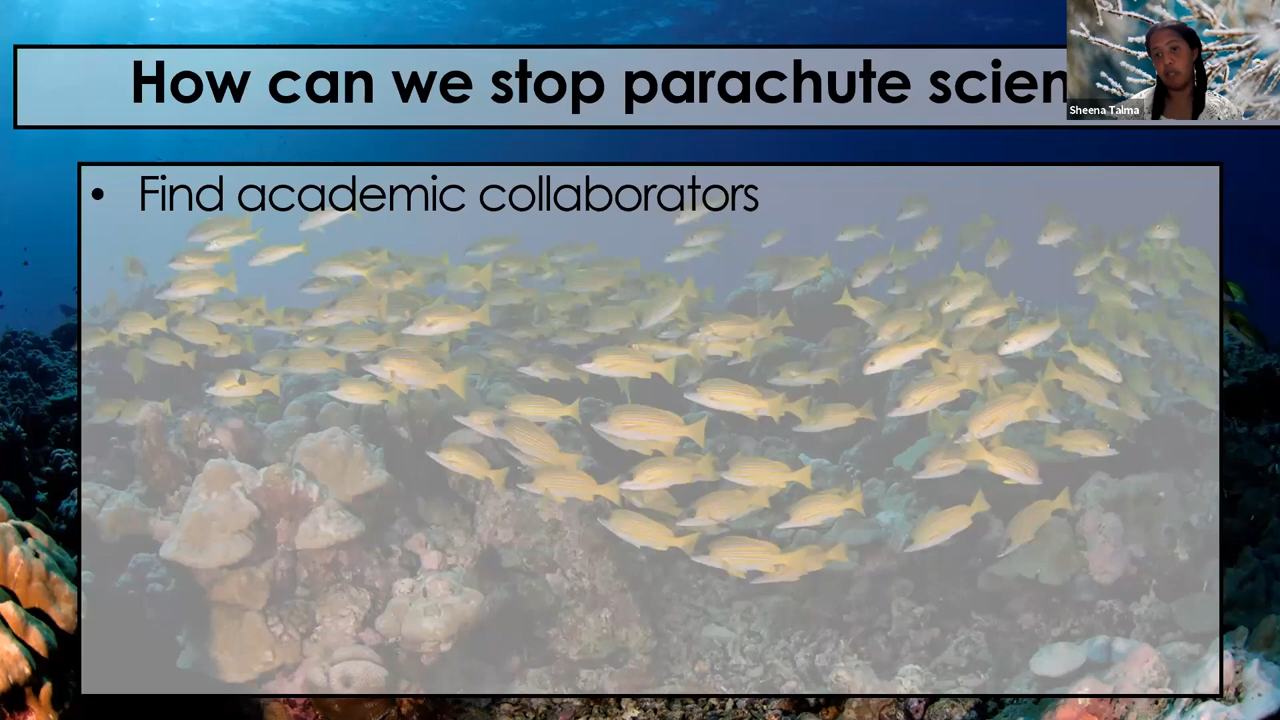 How can we stop parachute scien
Sheena Talma
• Find academic collaborators